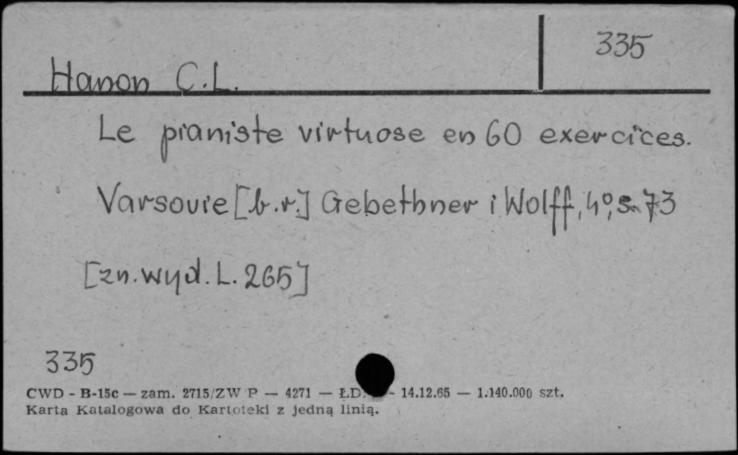 335
Hanon C.L.
Le pianiste virtuose en 60 exercices.
Varsovie [b.r.] Gebethner i Wolff, 4°, s. 73
[zn. wyd. L. 265]
335
CWD - B-15c — zam. 2715/ZW P — 4271 — ŁD. - 14.12.65 — 1.140.000 szt.
Karta Katalogowa do Kartoteki z jedną linią.